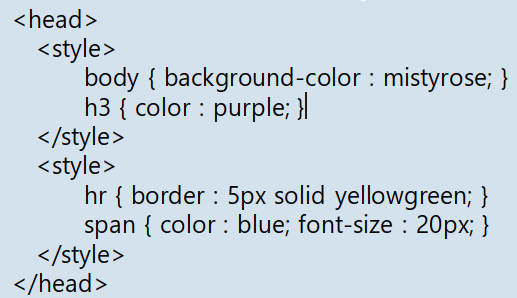 <head>
<style>
body { background-color : mistyrose; }
h3 { color : purple; }
</style>
<style>
hr { border : 5px solid yellowgreen; }
span { color : blue; font-size : 20px; }
</style>
</head>